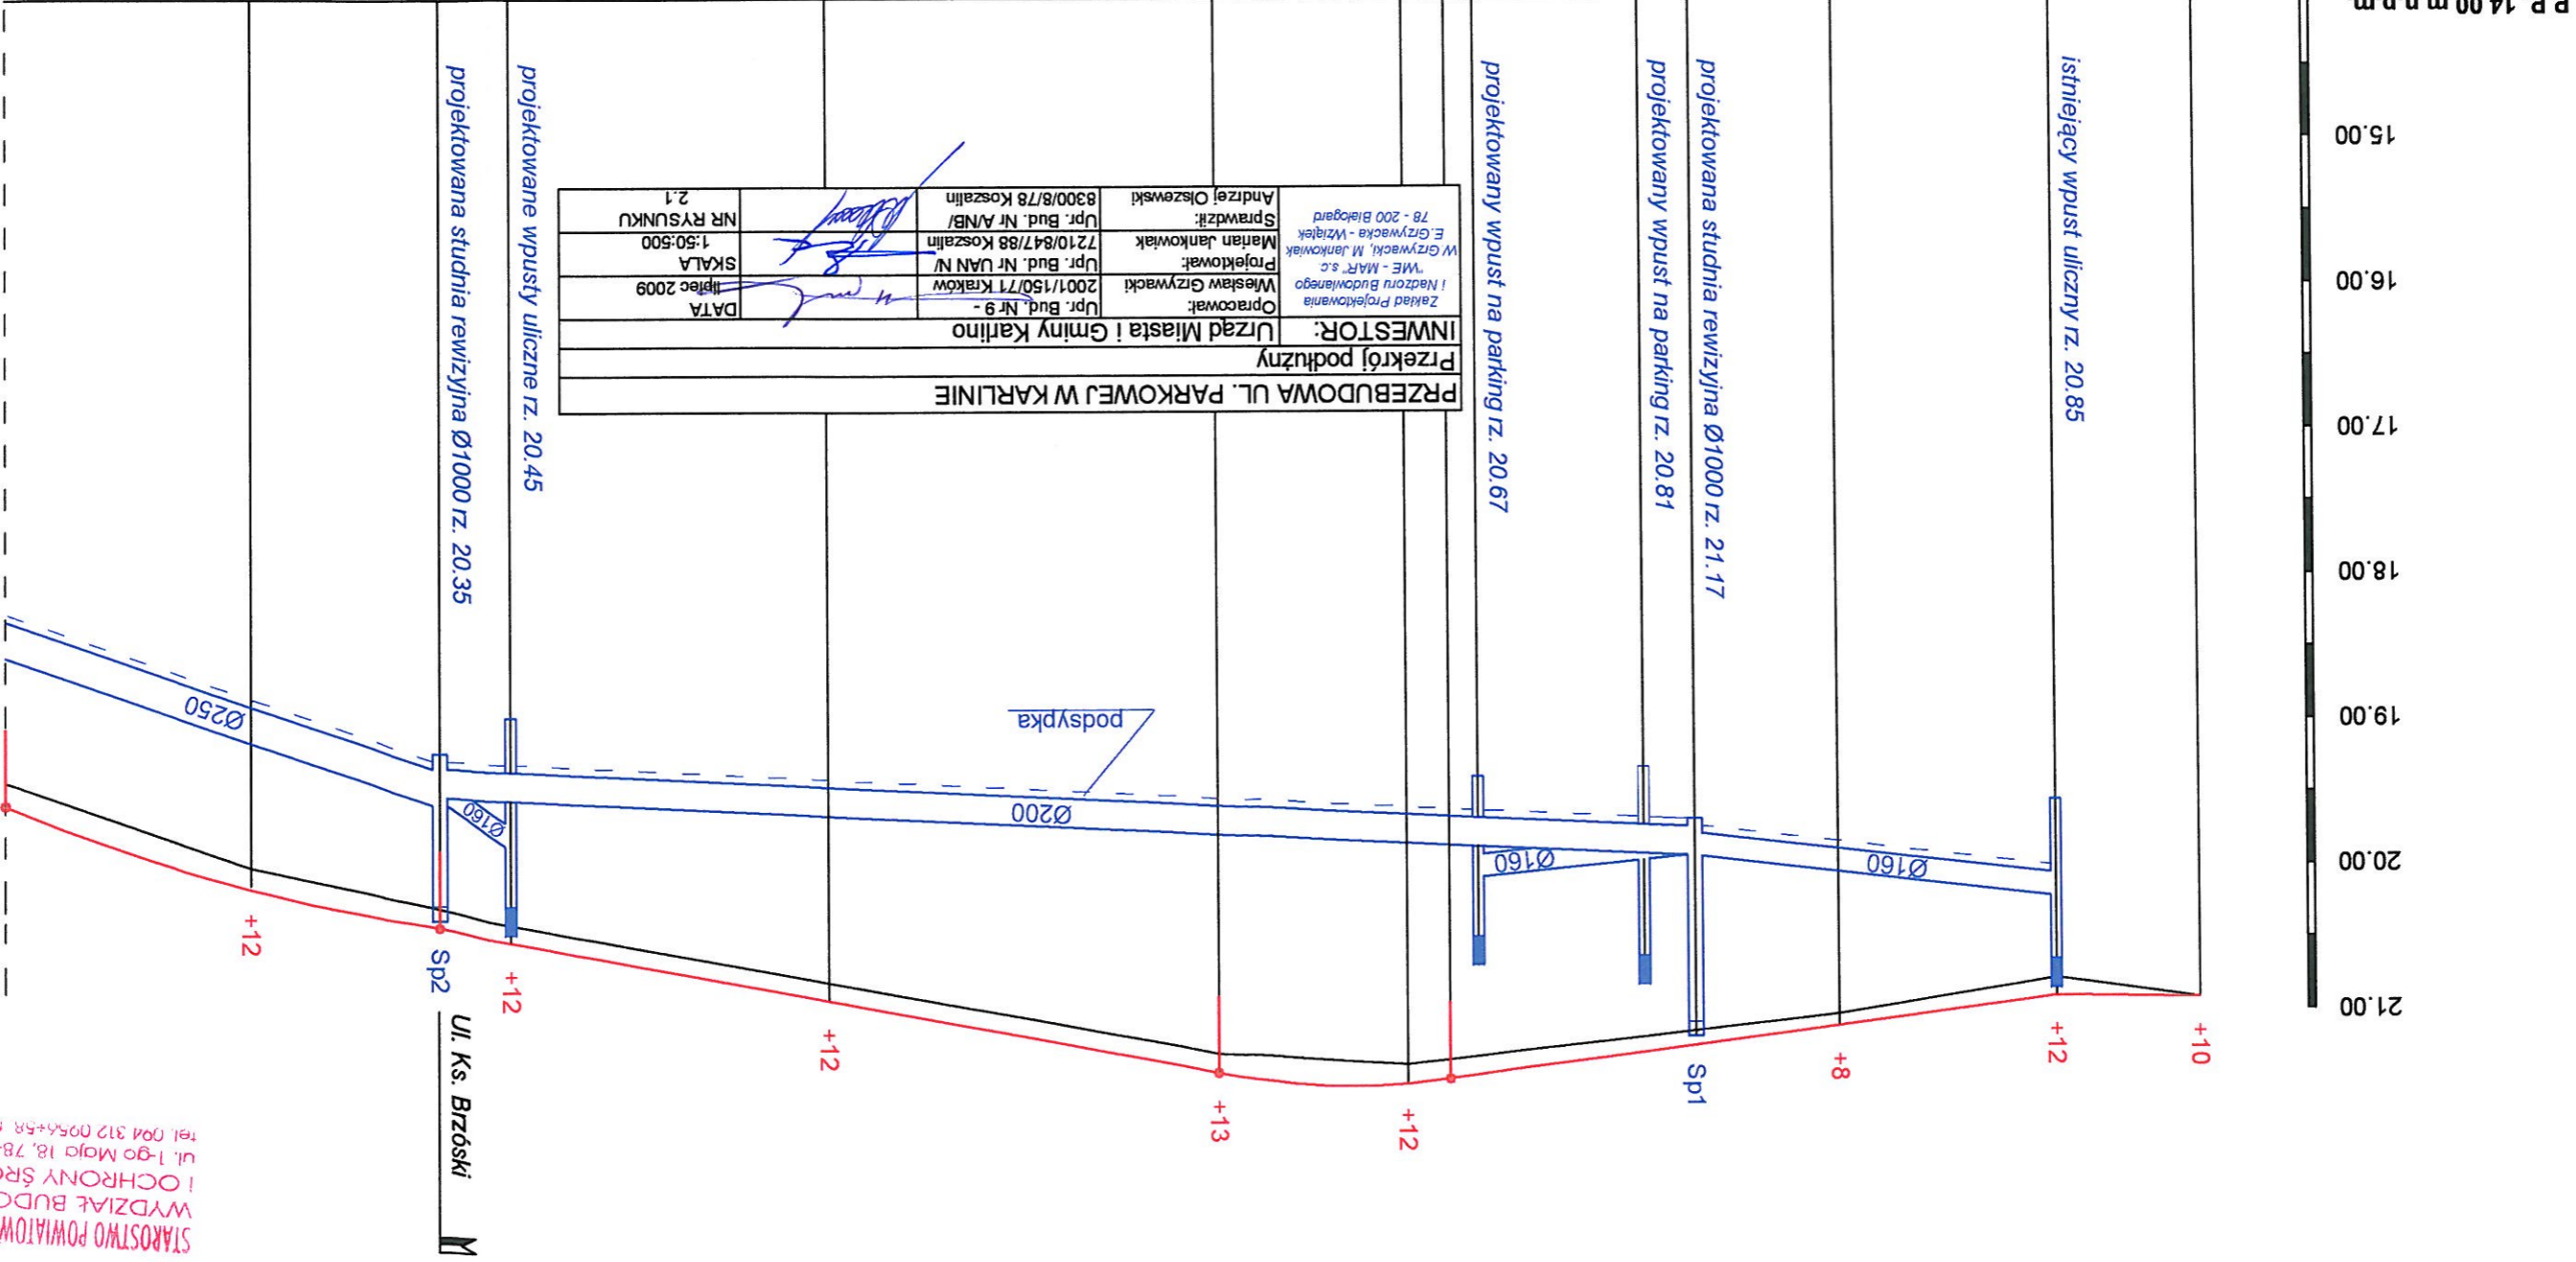 STAROSTWO POWIATOW
WYDZIAŁ BUDO
I OCHRONY ŚRO
ul. 1-go Maja 18, 78-
tel. 094 312 0956÷58
Ul. Ks. Brzóski
+10
+12
+8
Sp1
+12
+13
+12
+12
Sp2
+12
21.00
20.00
19.00
18.00
17.00
16.00
15.00
P.P. 14.00 m n.p.m.
Ø160
Ø160
Ø200
Ø160
Ø250
podsypka
istniejący wpust uliczny rz. 20.85
projektowana studnia rewizyjna Ø1000 rz. 21.17
projektowany wpust na parking rz. 20.81
projektowany wpust na parking rz. 20.67
projektowane wpusty uliczne rz. 20.45
projektowana studnia rewizyjna Ø1000 rz. 20.35
PRZEBUDOWA UL. PARKOWEJ W KARLINIE
Przekrój podłużny
INWESTOR: Urząd Miasta i Gminy Karlino
Zakład Projektowania
i Nadzoru Budowlanego
"WIE - MAR" s.c.
W Grzywacki, M Jankowiak
E.Grzywacka - Wziątek
78 - 200 Białogard
Opracował:
Wiesław Grzywacki
Upr. Bud. Nr 9 -
2001/150/71 Kraków
DATA
lipiec 2009
Projektował:
Marian Jankowiak
Upr. Bud. Nr UAN N/
7210/847/88 Koszalin
SKALA
1:50:500
Sprawdził:
Andrzej Olszewski
Upr. Bud. Nr A/NB/
8300/8/78 Koszalin
NR RYSUNKU
2.1